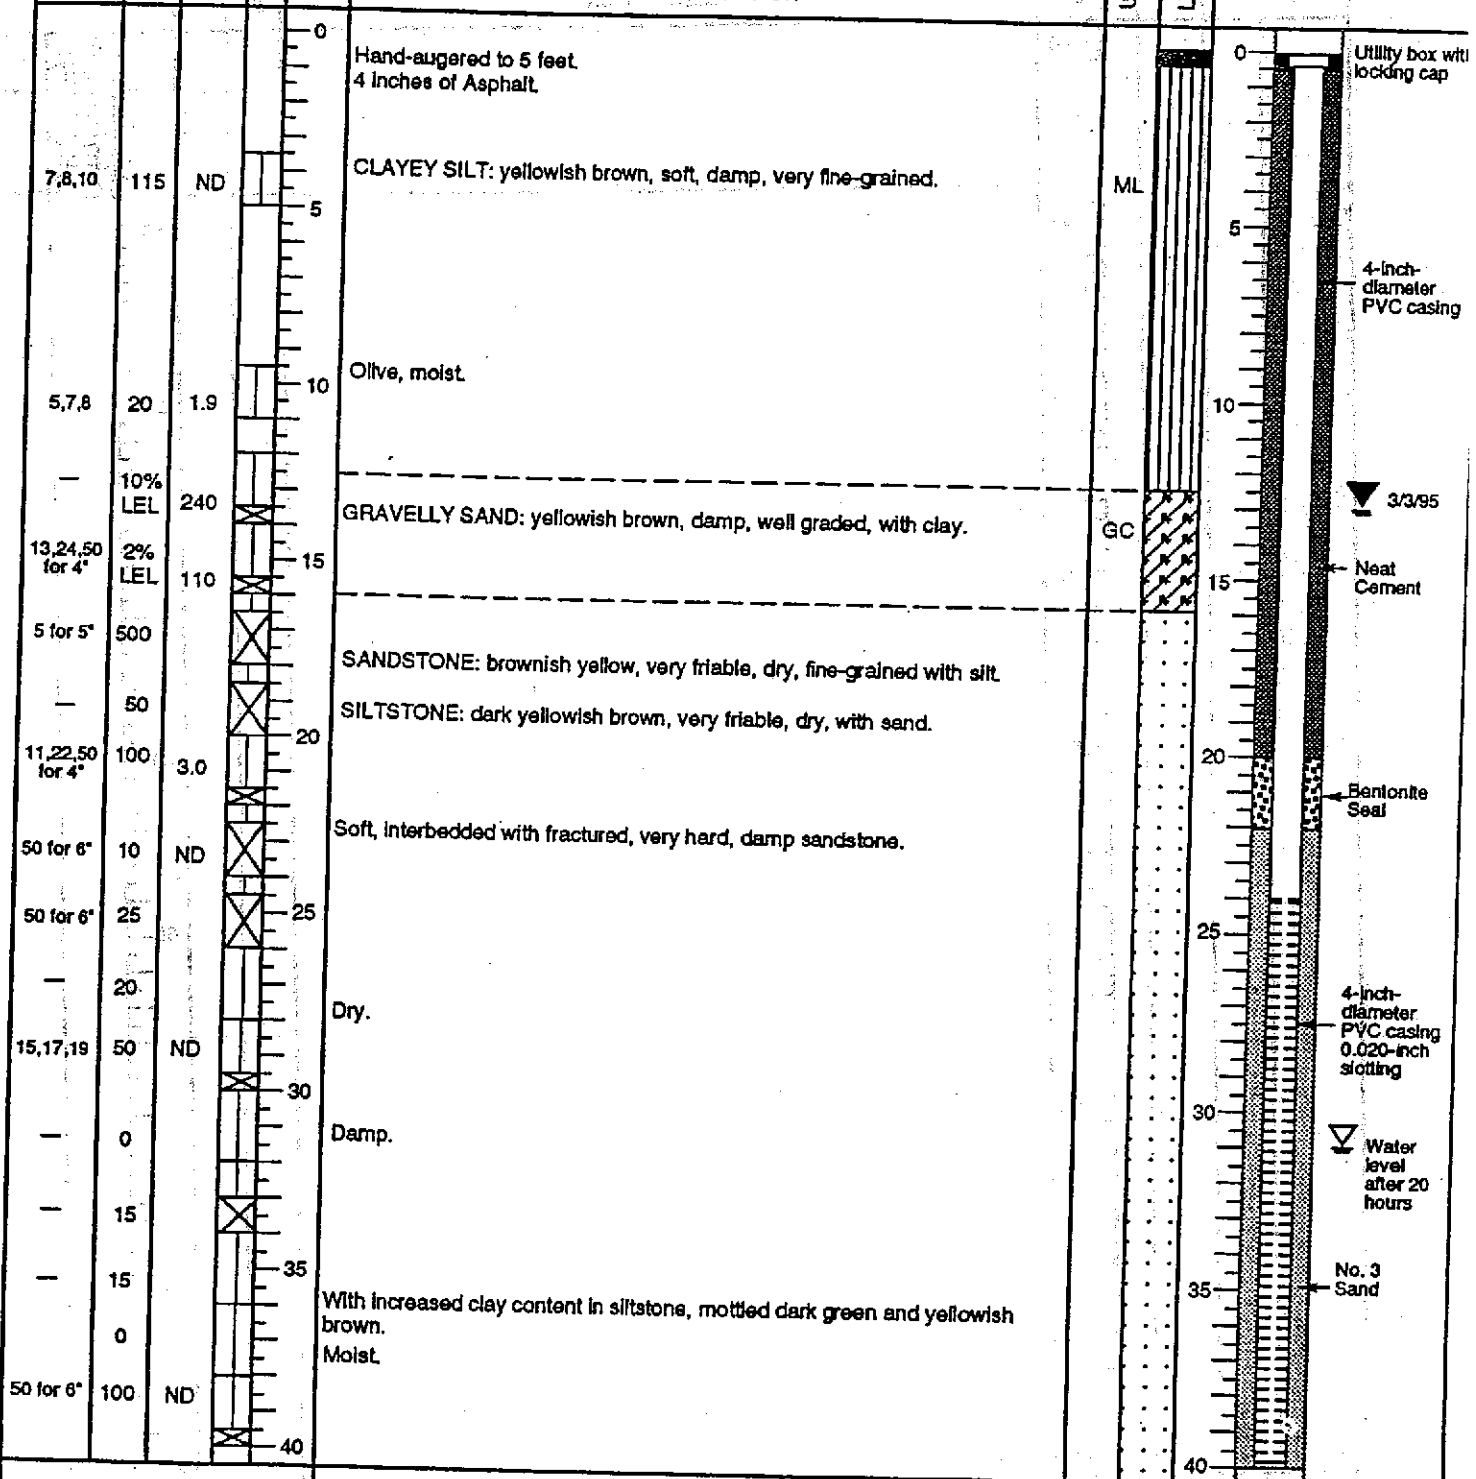 0
Hand-augered to 5 feet.
4 inches of Asphalt.
7,8,10 115 ND
CLAYEY SILT: yellowish brown, soft, damp, very fine-grained.
ML
5
Olive, moist.
10
5,7,8 20 1.9
— 10%
LEL 240
GRAVELLY SAND: yellowish brown, damp, well graded, with clay.
GC
13,24,50
for 4"
2%
LEL 110
15
5 for 5" 500
SANDSTONE: brownish yellow, very friable, dry, fine-grained with silt.
— 50
SILTSTONE: dark yellowish brown, very friable, dry, with sand.
20
11,22,50
for 4"
100 3.0
Soft, interbedded with fractured, very hard, damp sandstone.
50 for 6" 10 ND
50 for 6" 25
25
— 20
Dry.
15,17,19 50 ND
30
— 0
Damp.
— 15
35
— 15
With increased clay content in siltstone, mottled dark green and yellowish
brown.
0
Moist.
50 for 6" 100 ND
40
0
Utility box with
locking cap
5
4-inch-
diameter
PVC casing
10
3/3/95
Neat
Cement
15
20
Bentonite
Seal
25
4-inch-
diameter
PVC casing
0.020-inch
slotting
30
Water
level
after 20
hours
No. 3
Sand
35
40